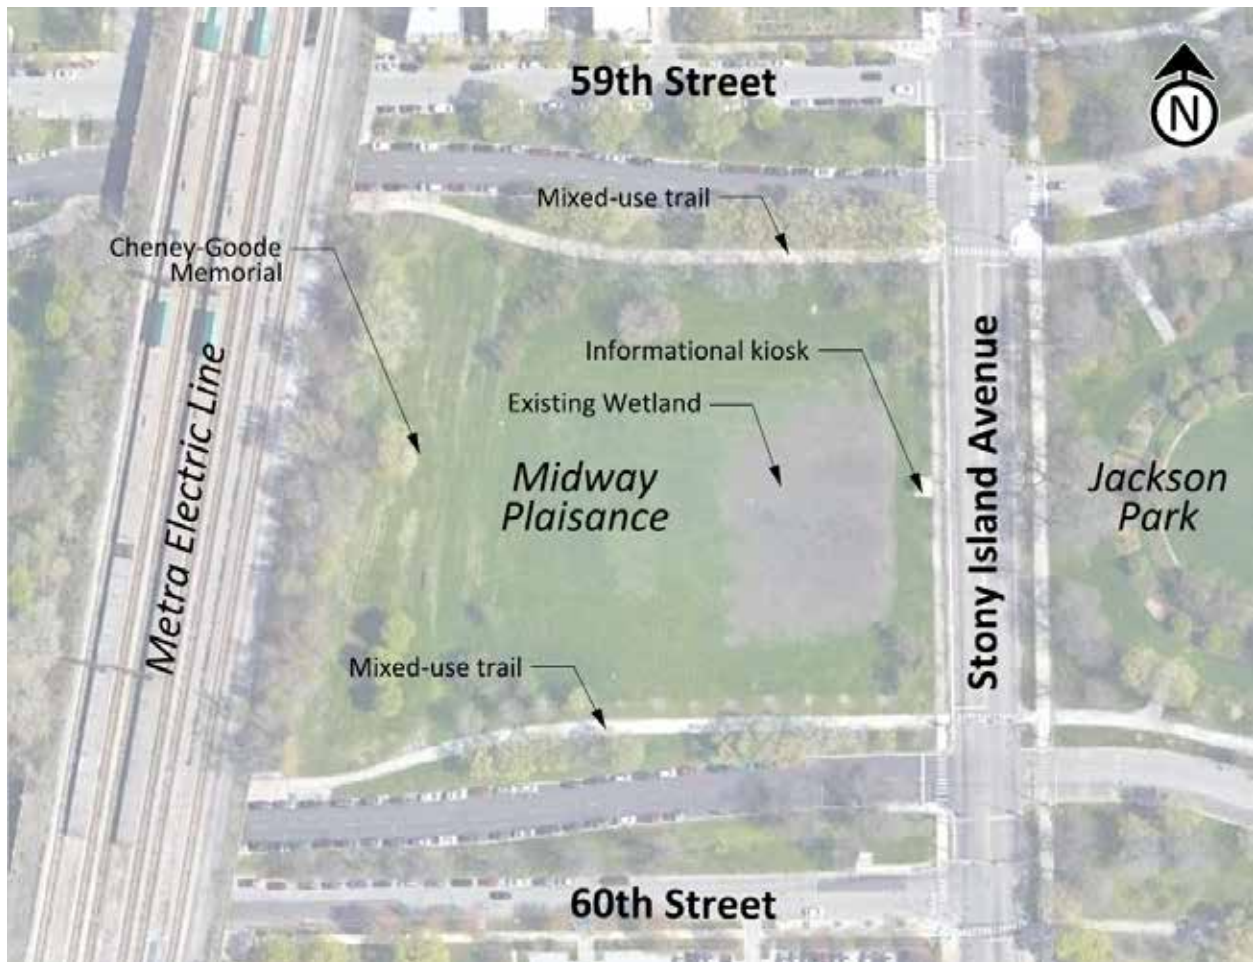 59th Street
N
Mixed-use trail
Cheney-Goode
Memorial
Informational kiosk
Existing Wetland
Midway
Plaisance
Metra Electric Line
Stony Island Avenue
Jackson
Park
Mixed-use trail
60th Street